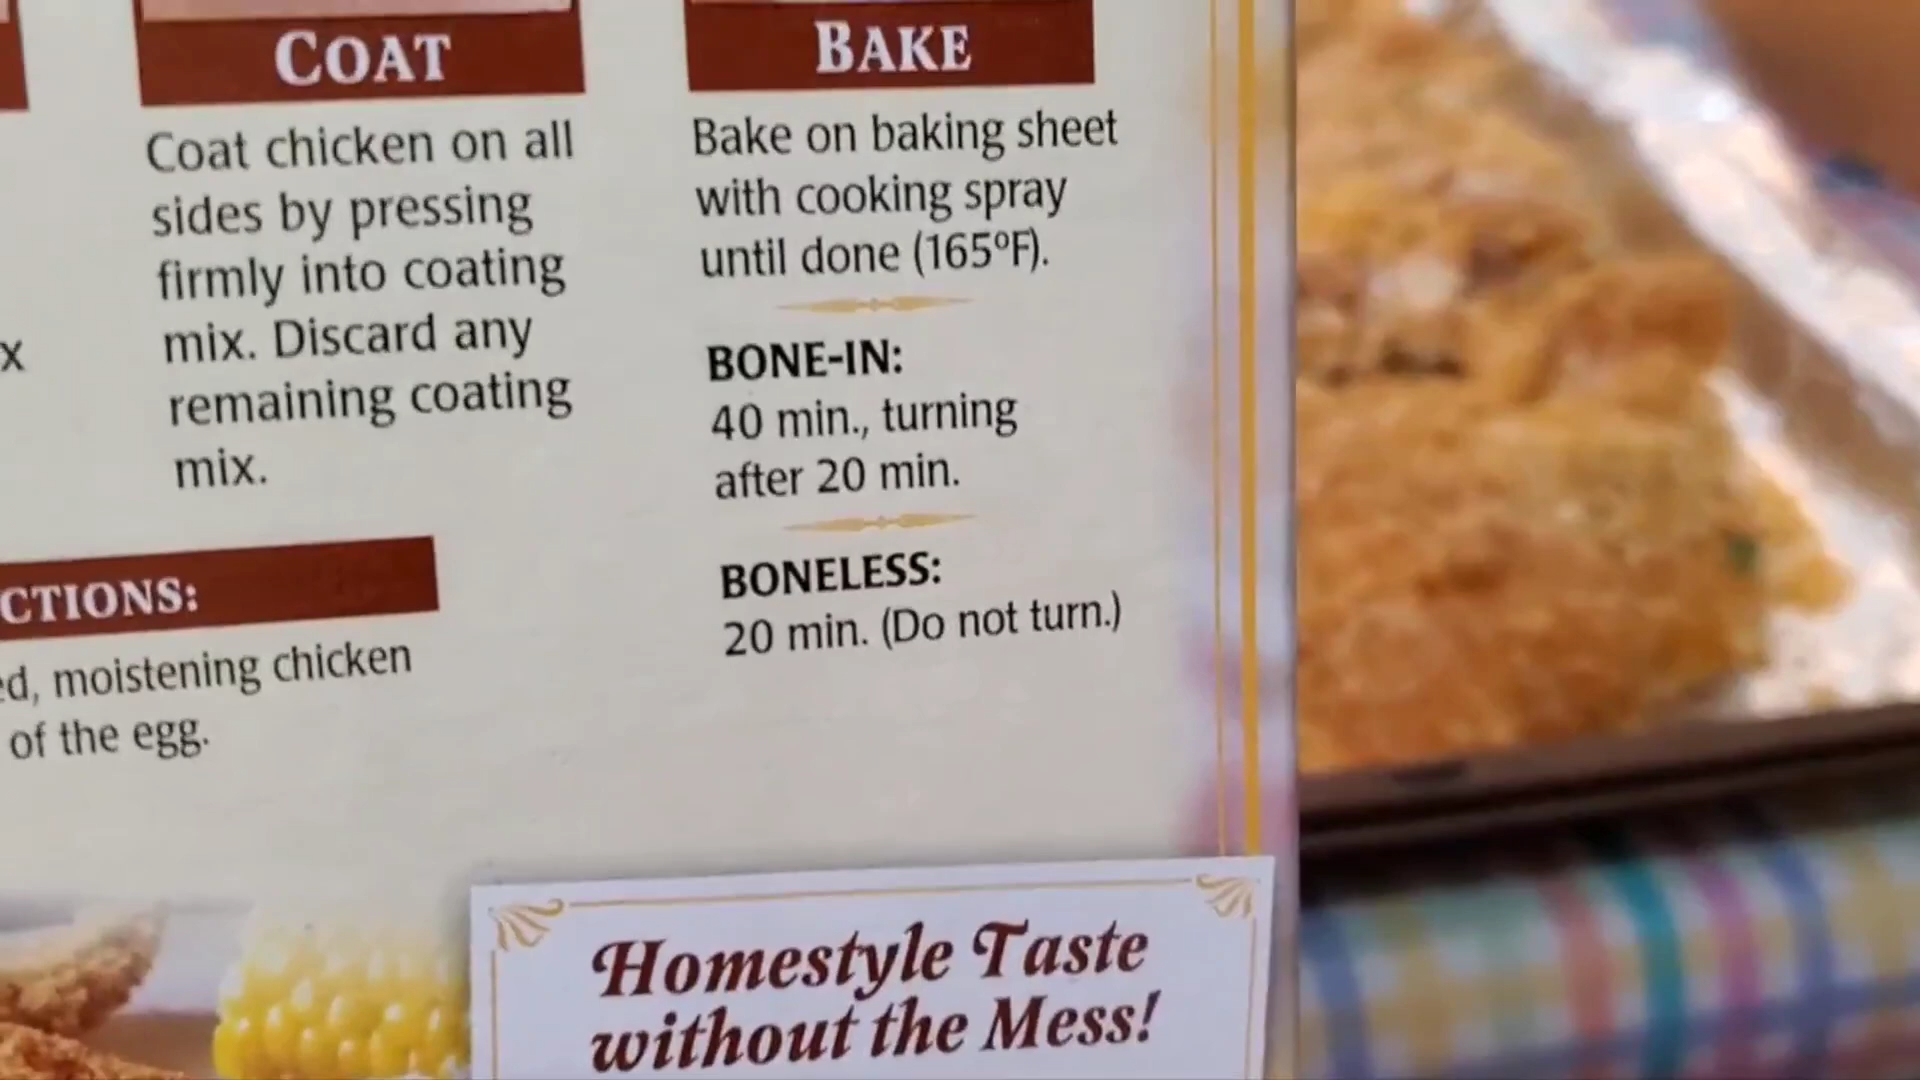 COAT
Coat chicken on all
sides by pressing
firmly into coating
mix. Discard any
remaining coating
mix.
BAKE
Bake on baking sheet
with cooking spray
until done (165ºF).
BONE-IN:
40 min., turning
after 20 min.
BONELESS:
20 min. (Do not turn.)
x
CTIONS:
ed, moistening chicken
of the egg.
Homestyle Taste
without the Mess!